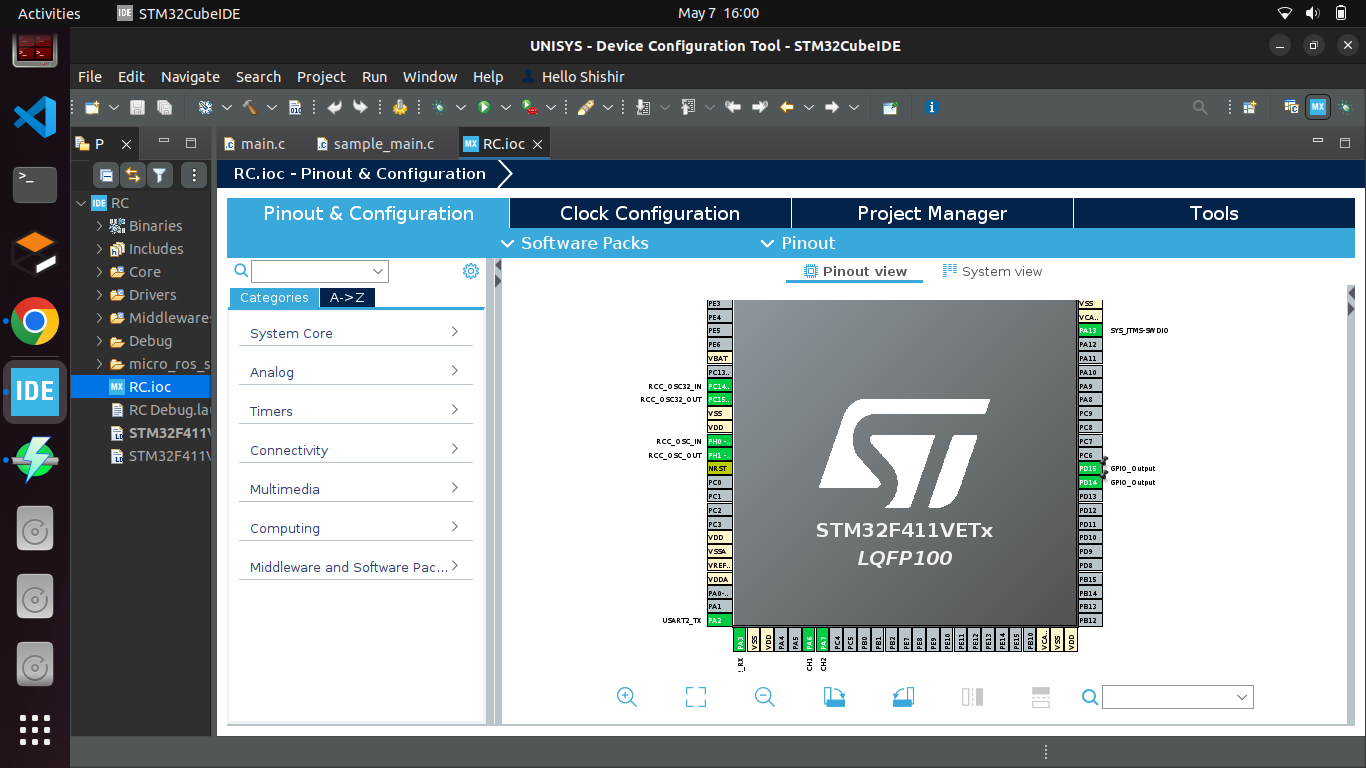 Activities STM32CubeIDE May 7 16:00
UNISYS - Device Configuration Tool - STM32CubeIDE
File Edit Navigate Search Project Run Window Help Hello Shishir
P main.c sample_main.c RC.ioc
RC.ioc - Pinout & Configuration
Pinout & Configuration Clock Configuration Project Manager Tools
Software Packs Pinout
Pinout view System view
Categories A->Z
System Core
Analog
Timers
Connectivity
Multimedia
Computing
Middleware and Software Pac...
IDE RC
Binaries
Includes
Core
Drivers
Middleware
Debug
micro_ros_s
MX RC.ioc
RC Debug.la
STM32F411V
STM32F411V
IDE
PE3
PE4
PE5
PE6
VBAT
PC13..
RCC_OSC32_IN PC14..
RCC_OSC32_OUT PC15..
VSS
VDD
RCC_OSC_IN PH0 -..
RCC_OSC_OUT PH1 -..
NRST
PC0
PC1
PC2
PC3
VDD
VSSA
VREF..
VDDA
PA0-..
PA1
USART2_TX PA2
STM32F411VETx
LQFP100
VSS
VCA..
PA13 SYS_JTMS-SWDIO
PA12
PA11
PA10
PA9
PA8
PC9
PC8
PC7
PC6
PD15 GPIO_Output
PD14 GPIO_Output
PD13
PD12
PD11
PD10
PD9
PD8
PB15
PB14
PB13
PB12
PA3 VSS VDD PA4 PA5 PA6 PA7 PC4 PC5 PB0 PB1 PB2 PE7 PE8 PE9 PE10 PE11 PE12 PE13 PE14 PE15 PB10 VCA.. VSS VDD
_RX CH1 CH2